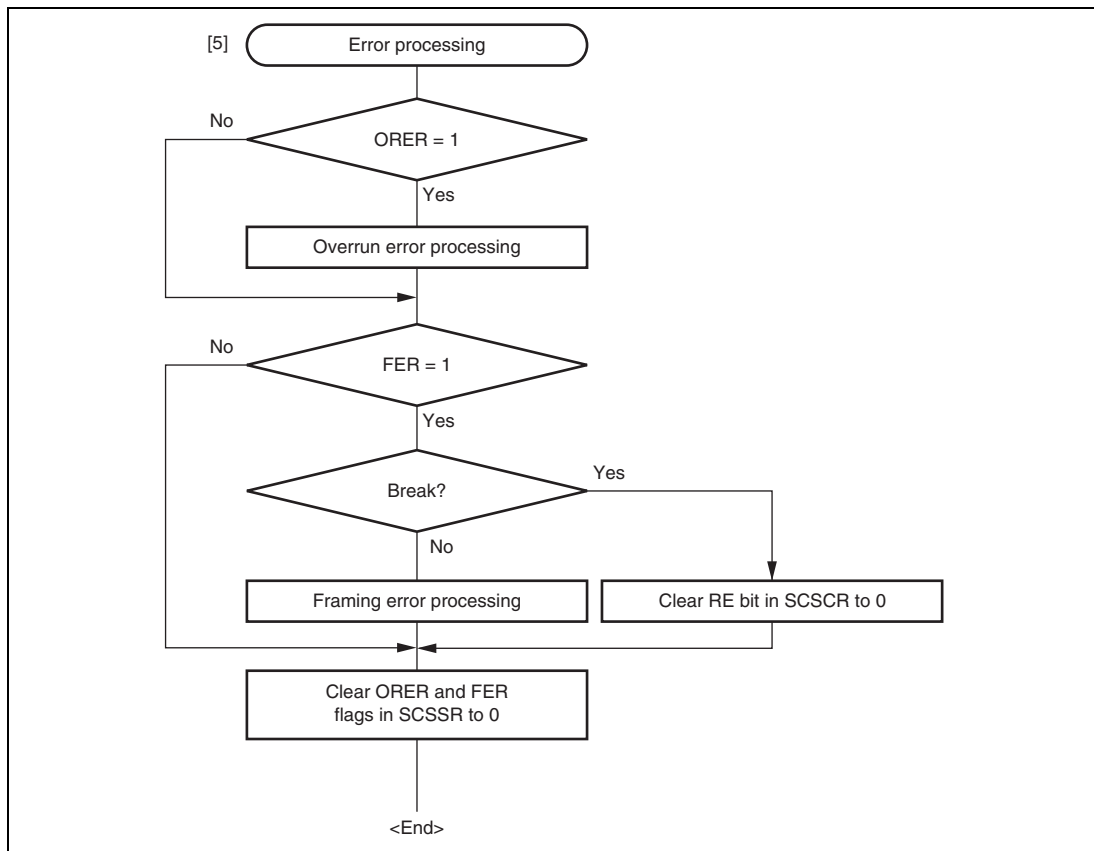 [5]
Error processing
No
ORER = 1
Yes
Overrun error processing
No
FER = 1
Yes
Yes
Break?
No
Framing error processing
Clear RE bit in SCSCR to 0
Clear ORER and FER
flags in SCSSR to 0
<End>